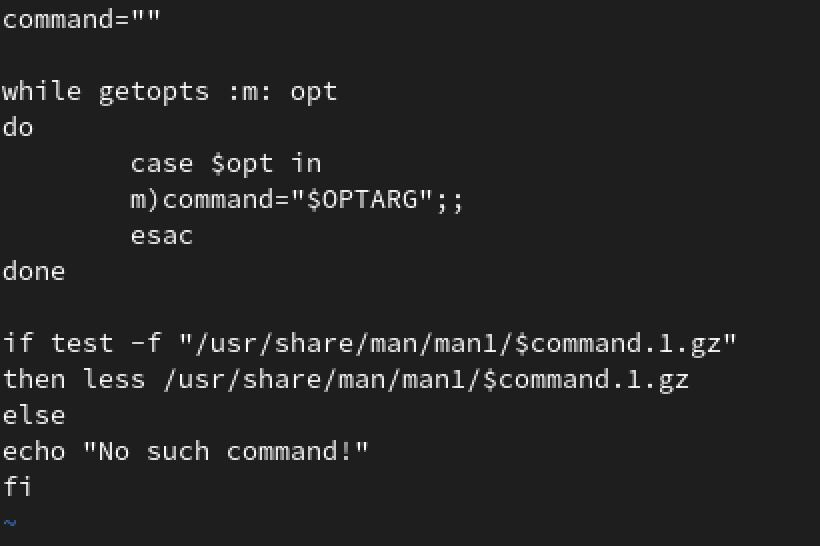 command=""
while getopts :m: opt
do
case $opt in
m)command="$OPTARG";;
esac
done
if test -f "/usr/share/man/man1/$command.1.gz"
then less /usr/share/man/man1/$command.1.gz
else
echo "No such command!"
fi
~